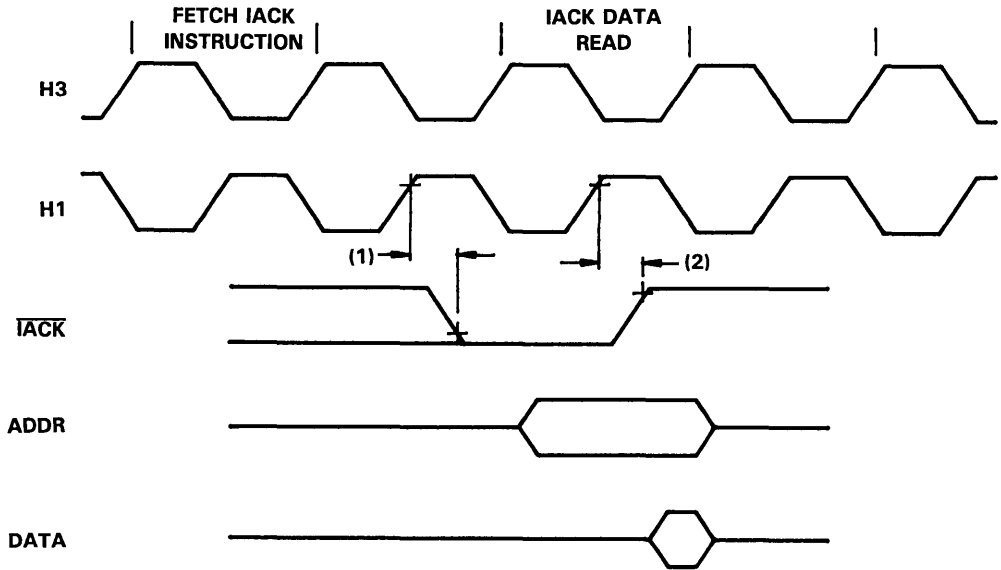 FETCH IACK
INSTRUCTION
IACK DATA
READ
H3
H1
(1)
(2)
IACK
ADDR
DATA